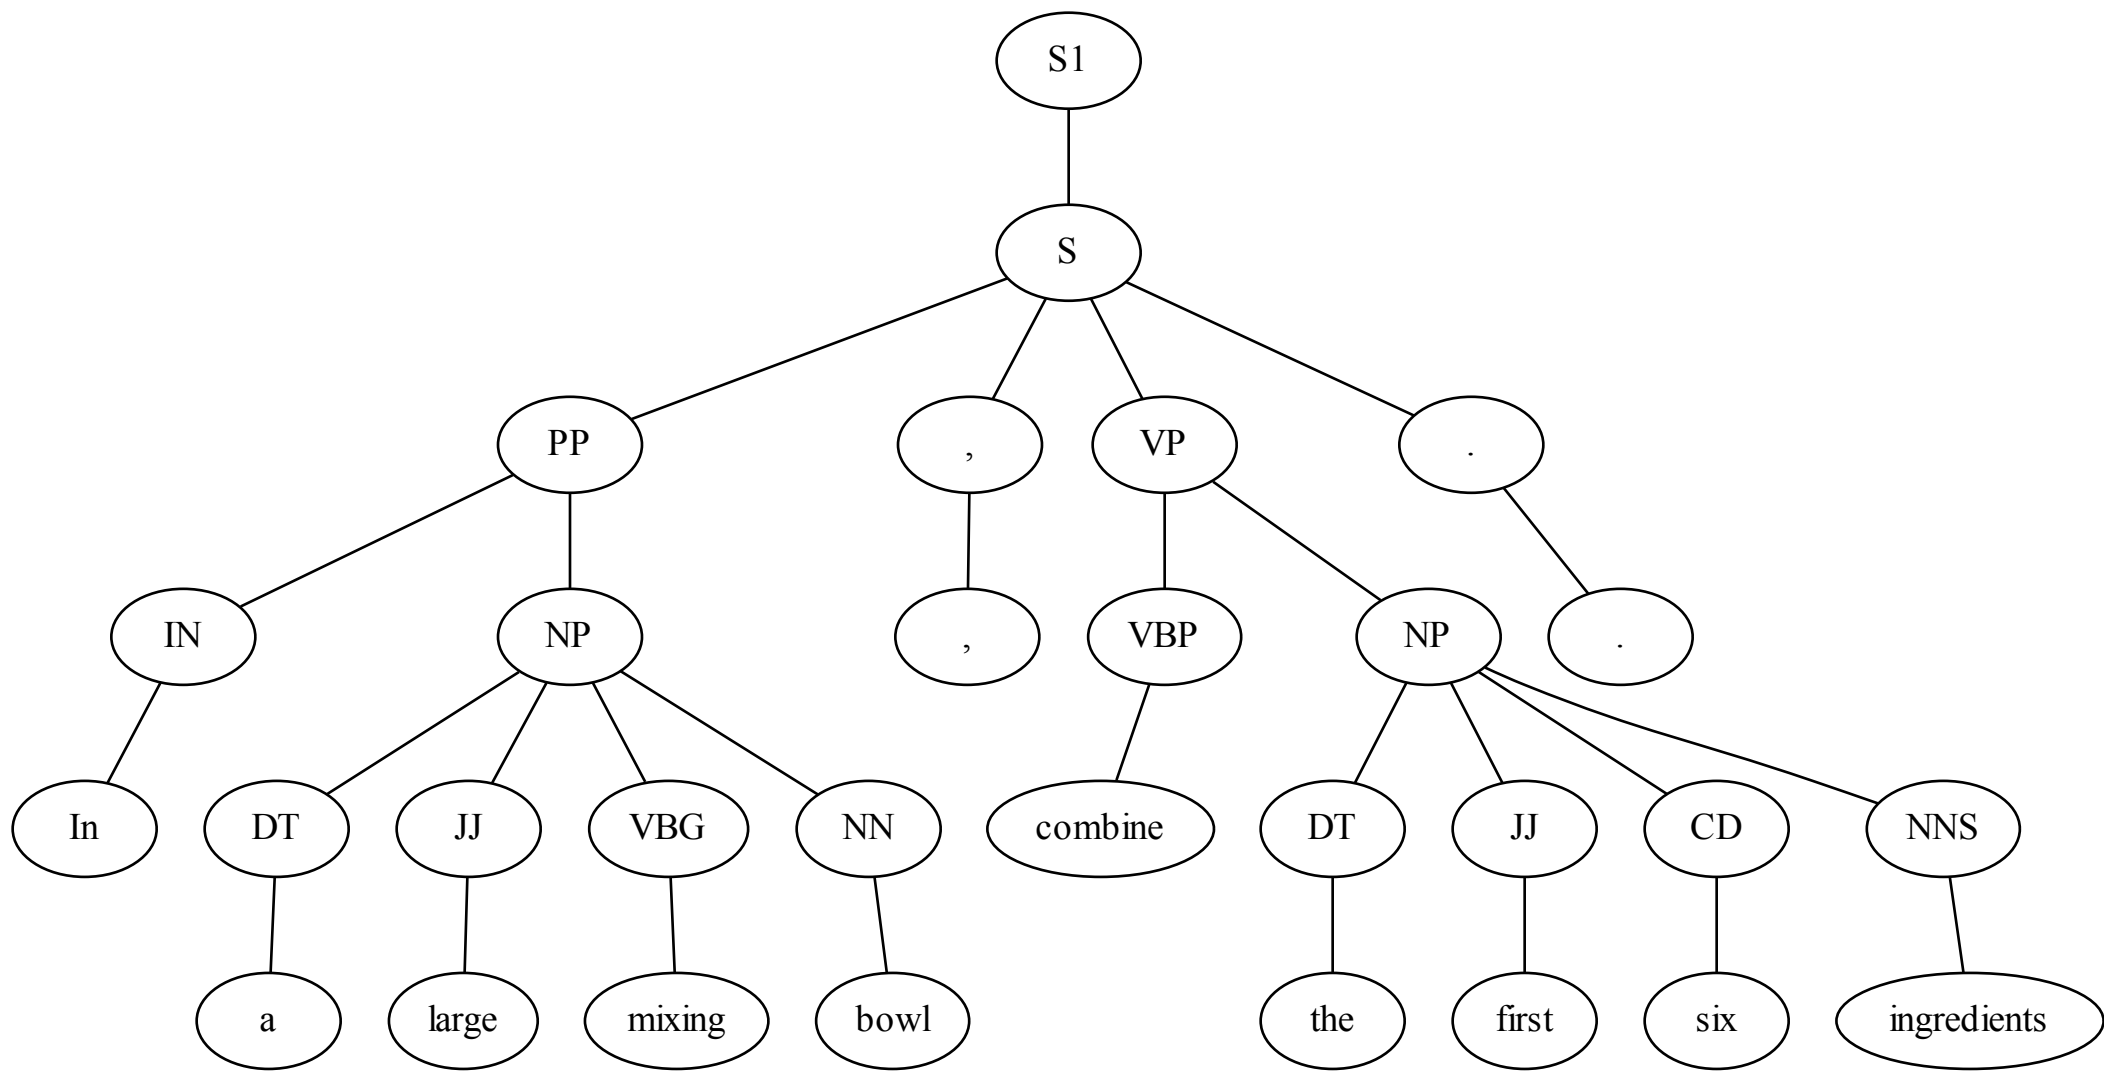 S1
S
PP , VP .
IN NP , VBP NP .
In DT JJ VBG NN combine DT JJ CD NNS
a large mixing bowl the first six ingredients